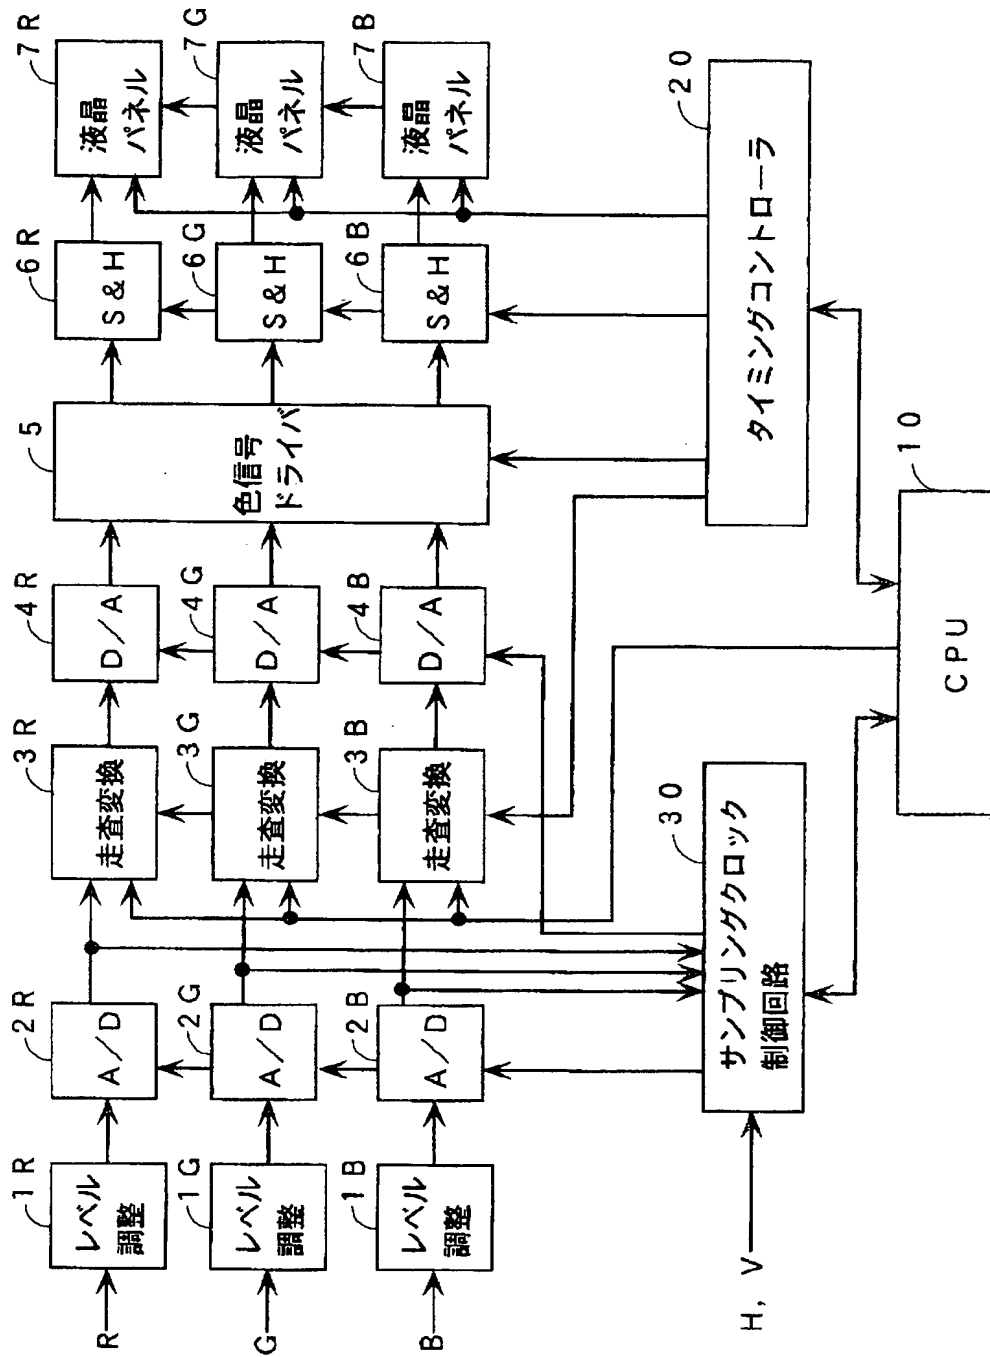 1R
2R
3R
4R
5
6R
7R
R
レベル
調整
A/D
走査変換
D/A
色信号
ドライバ
S&H
液晶
パネル
1G
2G
3G
4G
6G
7G
G
レベル
調整
A/D
走査変換
D/A
S&H
液晶
パネル
1B
2B
3B
4B
6B
7B
B
レベル
調整
A/D
走査変換
D/A
S&H
液晶
パネル
30
20
サンプリングクロック
制御回路
タイミングコントローラ
H, V
10
CPU